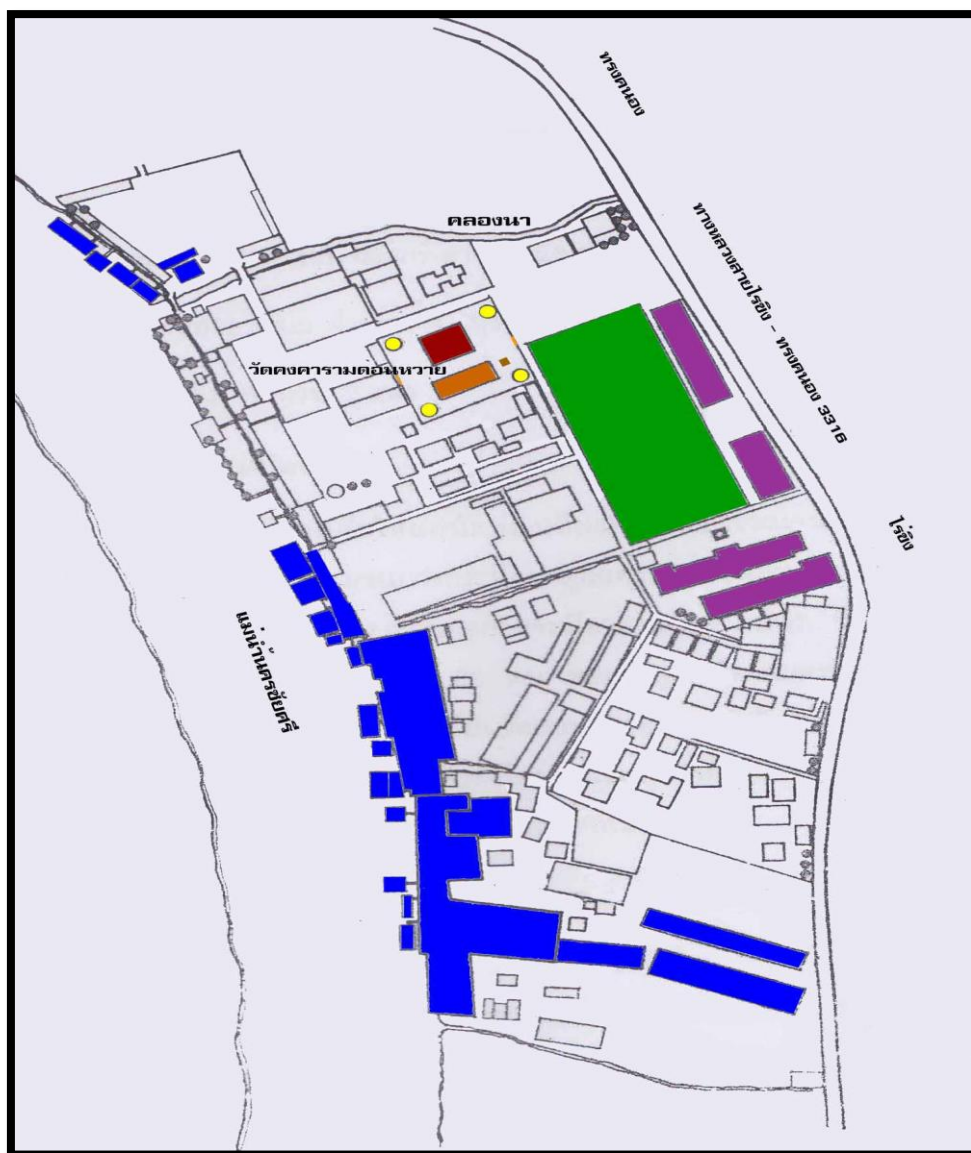 ทรงคนอง
ทางหลวงสายไร่ขิง - ทรงคนอง 3316
คลองนา
วัดคงคารามดอนหวาย
ไร่ขิง
แม่น้ำนครชัยศรี